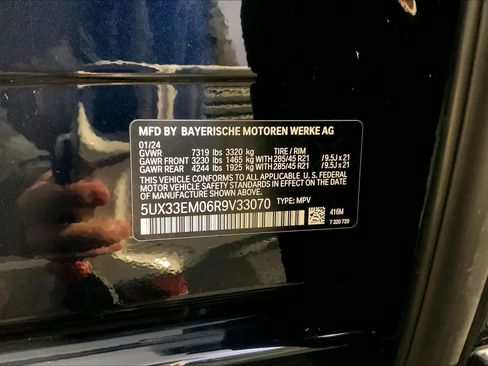 MFD BY BAYERISCHE MOTOREN WERKE AG
01/24
GVWR 7319 lbs 3320 kg TIRE / RIM
GAWR FRONT 3230 lbs 1465 kg WITH 285/45 R21 /9.5J x 21
GAWR REAR 4244 lbs 1925 kg WITH 285/45 R21 /9.5J x 21
THIS VEHICLE CONFORMS TO ALL APPLICABLE U. S. FEDERAL
MOTOR VEHICLE SAFETY STANDARDS IN EFFECT ON THE DATE
OF MANUFACTURE SHOWN ABOVE.
5UX33EM06R9V33070 TYPE: MPV
416M
7 320 729